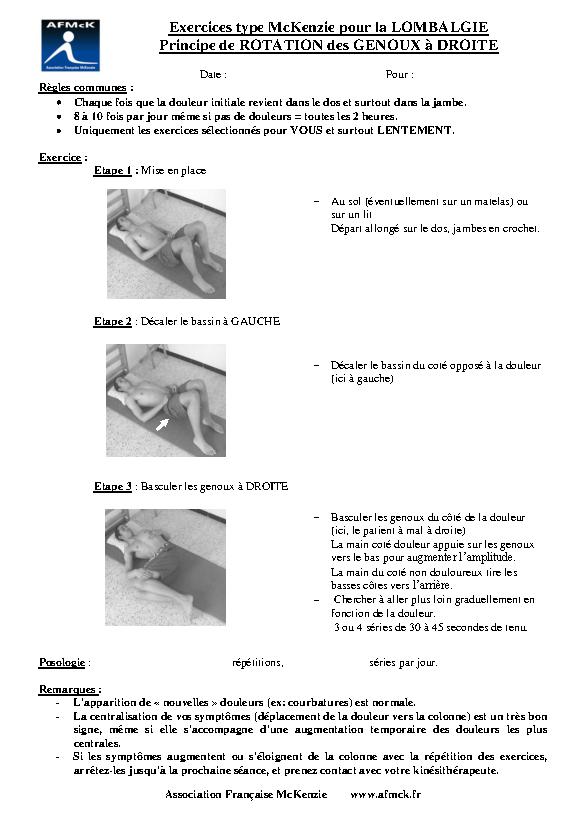 AFMcK
Association Française McKenzie
Exercices type McKenzie pour la LOMBALGIE
Principe de ROTATION des GENOUX à DROITE
Date : Pour :
Règles communes :
• Chaque fois que la douleur initiale revient dans le dos et surtout dans la jambe.
• 8 à 10 fois par jour même si pas de douleurs = toutes les 2 heures.
• Uniquement les exercices sélectionnés pour VOUS et surtout LENTEMENT.
Exercice :
Etape 1 : Mise en place
– Au sol (éventuellement sur un matelas) ou
sur un lit
Départ allongé sur le dos, jambes en crochet.
Etape 2 : Décaler le bassin à GAUCHE
– Décaler le bassin du coté opposé à la douleur
(ici à gauche)
Etape 3 : Basculer les genoux à DROITE
– Basculer les genoux du côté de la douleur
(ici, le patient à mal à droite)
La main coté douleur appuie sur les genoux
vers le bas pour augmenter l’amplitude.
La main du coté non douloureux tire les
basses côtes vers l’arrière.
– Chercher à aller plus loin graduellement en
fonction de la douleur.
3 ou 4 séries de 30 à 45 secondes de tenu.
Posologie : répétitions, séries par jour.
Remarques :
- L’apparition de « nouvelles » douleurs (ex: courbatures) est normale.
- La centralisation de vos symptômes (déplacement de la douleur vers la colonne) est un très bon
signe, même si elle s’accompagne d’une augmentation temporaire des douleurs les plus
centrales.
- Si les symptômes augmentent ou s’éloignent de la colonne avec la répétition des exercices,
arrêtez-les jusqu’à la prochaine séance, et prenez contact avec votre kinésithérapeute.
Association Française McKenzie www.afmck.fr